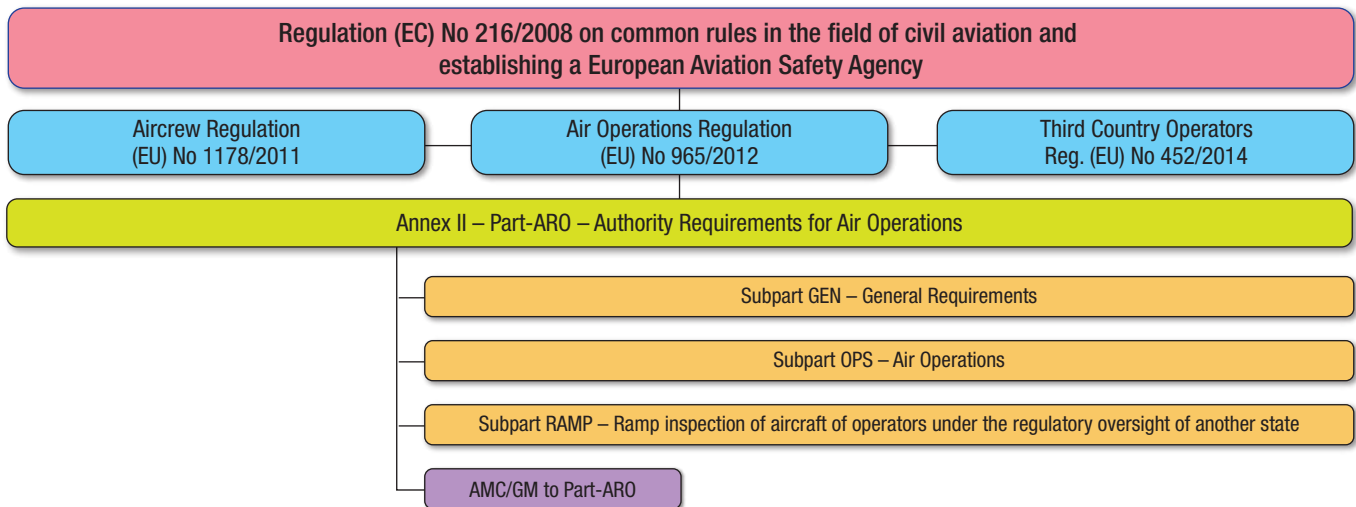 Regulation (EC) No 216/2008 on common rules in the field of civil aviation and
establishing a European Aviation Safety Agency
Aircrew Regulation
(EU) No 1178/2011
Air Operations Regulation
(EU) No 965/2012
Third Country Operators
Reg. (EU) No 452/2014
Annex II – Part-ARO – Authority Requirements for Air Operations
Subpart GEN – General Requirements
Subpart OPS – Air Operations
Subpart RAMP – Ramp inspection of aircraft of operators under the regulatory oversight of another state
AMC/GM to Part-ARO